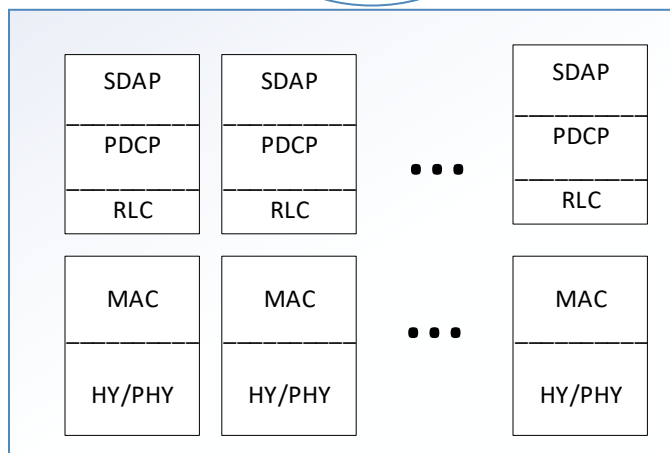 SDAP SDAP SDAP
PDCP PDCP PDCP
...
RLC RLC RLC
MAC MAC MAC
...
HY/PHY HY/PHY HY/PHY